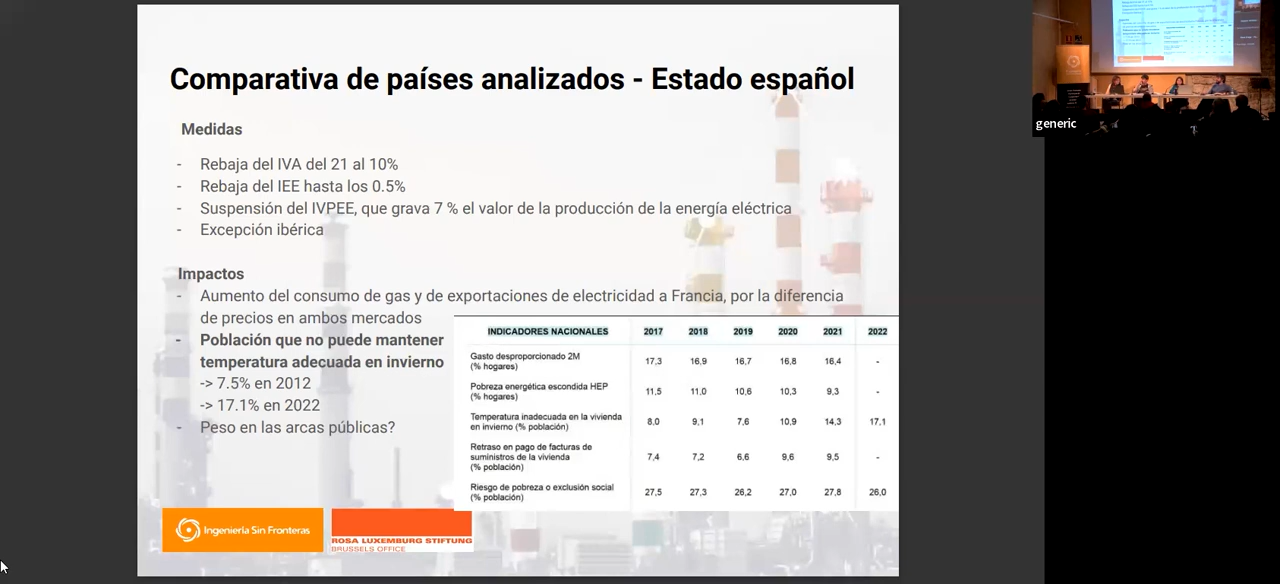 Comparativa de países analizados - Estado español
Medidas
- Rebaja del IVA del 21 al 10%
- Rebaja del IEE hasta los 0.5%
- Suspensión del IVPEE, que grava 7 % el valor de la producción de la energía eléctrica
- Excepción ibérica
Impactos
- Aumento del consumo de gas y de exportaciones de electricidad a Francia, por la diferencia
de precios en ambos mercados
- Población que no puede mantener
temperatura adecuada en invierno
-> 7.5% en 2012
-> 17.1% en 2022
- Peso en las arcas públicas?
INDICADORES NACIONALES 2017 2018 2019 2020 2021 2022
Gasto desproporcionado 2M
(% hogares) 17,3 16,9 16,7 16,8 16,4 -
Pobreza energética escondida HEP
(% hogares) 11,5 11,0 10,6 10,3 9,3 -
Temperatura inadecuada en la vivienda
en invierno (% población) 8,0 9,1 7,6 10,9 14,3 17,1
Retraso en pago de facturas de
suministros de la vivienda
(% población) 7,4 7,2 6,6 9,6 9,5 -
Riesgo de pobreza o exclusión social
(% población) 27,5 27,3 26,2 27,0 27,8 26,0
Ingeniería Sin Fronteras
ROSA LUXEMBURG STIFTUNG
BRUSSELS OFFICE
generic